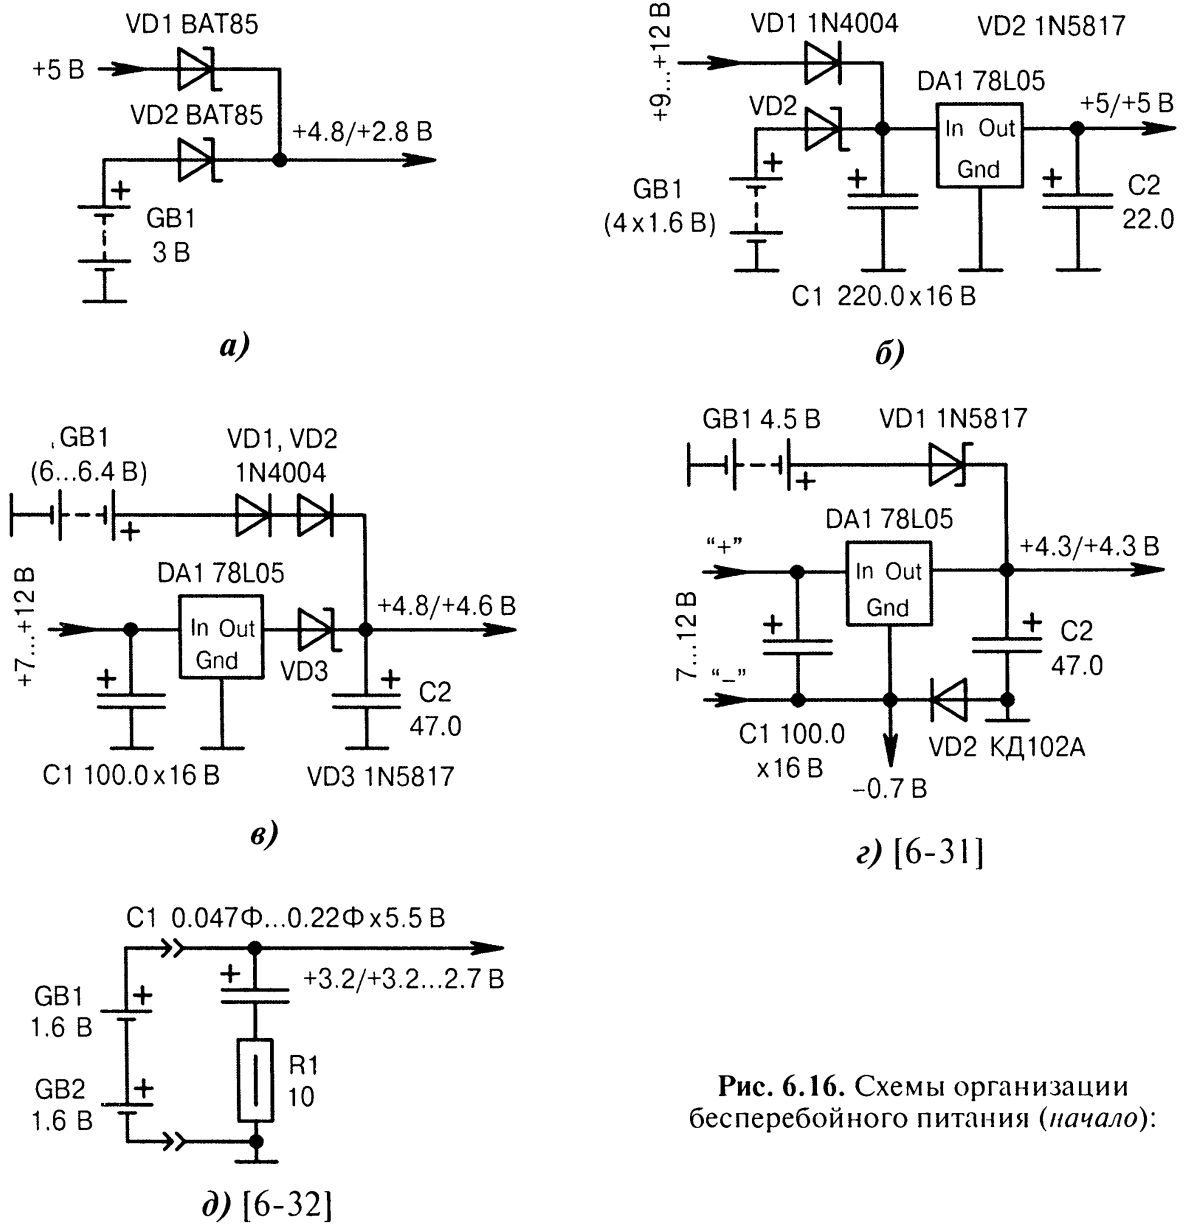 VD1 BAT85
+5 В
VD2 BAT85
+4.8/+2.8 В
+
GB1
3 В
а)
+9...+12 В
VD1 1N4004
VD2 1N5817
VD2
DA1 78L05
In Out
Gnd
+5/+5 В
+
GB1
(4x1.6 В)
+
+
C2
22.0
C1 220.0x16 В
б)
GB1
(6...6.4 В)
+
VD1, VD2
1N4004
+7...+12 В
DA1 78L05
In Out
Gnd
VD3
+4.8/+4.6 В
+
+
C2
47.0
C1 100.0x16 В
VD3 1N5817
в)
GB1 4.5 В
+
VD1 1N5817
DA1 78L05
In Out
Gnd
“+”
7...12 В
“–”
+4.3/+4.3 В
+
+
C2
47.0
C1 100.0
x16 В
VD2 КД102А
–0.7 В
г) [6-31]
C1 0.047Ф...0.22Ф x 5.5 В
+3.2/+3.2...2.7 В
+
GB1
1.6 В
+
GB2
1.6 В
+
R1
10
д) [6-32]
Рис. 6.16. Схемы организации
бесперебойного питания (начало):